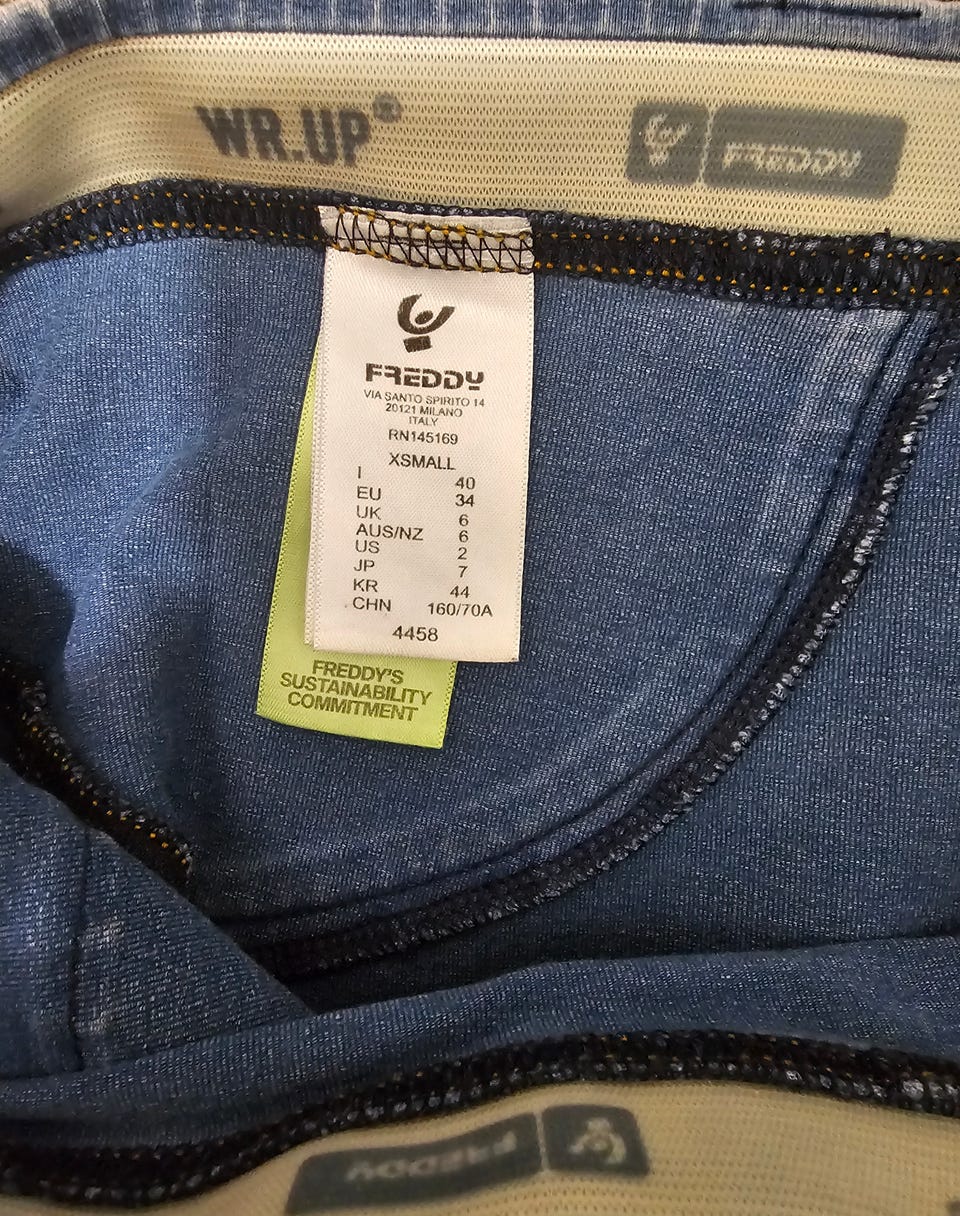 WR.UP®
FREDDY
FREDDY
VIA SANTO SPIRITO 14
20121 MILANO
ITALY
RN145169
XSMALL
I 40
EU 34
UK 6
AUS/NZ 6
US 2
JP 7
KR 44
CHN 160/70A
4458
FREDDY'S
SUSTAINABILITY
COMMITMENT
FREDDY